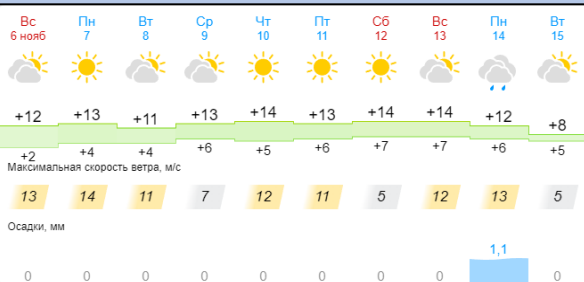 Вс Пн Вт Ср Чт Пт Сб Вс Пн Вт
6 нояб 7 8 9 10 11 12 13 14 15
+12 +13 +11 +13 +14 +13 +14 +14 +12 +8
+2 +4 +4 +6 +5 +6 +7 +7 +6 +5
Максимальная скорость ветра, м/с
13 14 11 7 12 11 5 12 13 5
Осадки, мм
1,1
0 0 0 0 0 0 0 0 0